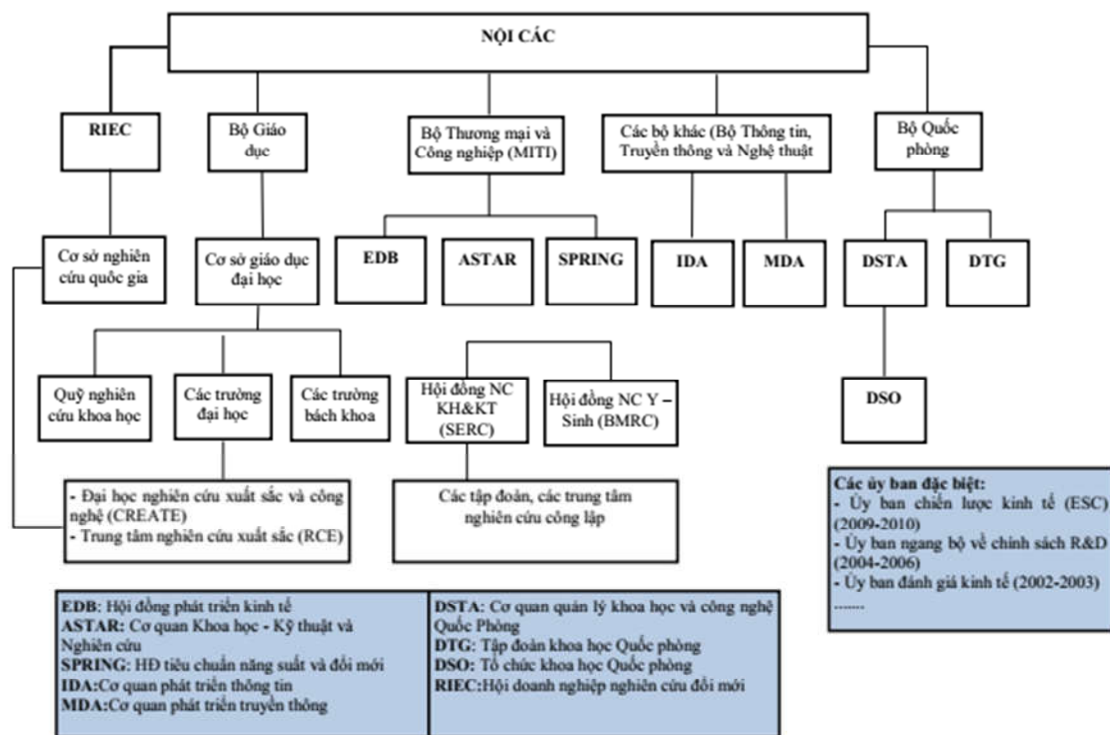 NỘI CÁC
RIEC
Bộ Giáo
dục
Bộ Thương mại và
Công nghiệp (MITI)
Các bộ khác (Bộ Thông tin,
Truyền thông và Nghệ thuật
Bộ Quốc
phòng
Cơ sở nghiên
cứu quốc gia
Cơ sở giáo dục
đại học
EDB
ASTAR
SPRING
IDA
MDA
DSTA
DTG
Quỹ nghiên
cứu khoa học
Các trường
đại học
Các trường
bách khoa
Hội đồng NC
KH&KT
(SERC)
Hội đồng NC Y –
Sinh (BMRC)
DSO
- Đại học nghiên cứu xuất sắc và công
nghệ (CREATE)
- Trung tâm nghiên cứu xuất sắc (RCE)
Các tập đoàn, các trung tâm
nghiên cứu công lập
Các ủy ban đặc biệt:
- Ủy ban chiến lược kinh tế (ESC)
(2009-2010)
- Ủy ban ngang bộ về chính sách R&D
(2004-2006)
- Ủy ban đánh giá kinh tế (2002-2003)
.......
EDB: Hội đồng phát triển kinh tế
ASTAR: Cơ quan Khoa học - Kỹ thuật và
Nghiên cứu
SPRING: HĐ tiêu chuẩn năng suất và đổi mới
IDA:Cơ quan phát triển thông tin
MDA:Cơ quan phát triển truyền thông
DSTA: Cơ quan quản lý khoa học và công nghệ
Quốc Phòng
DTG: Tập đoàn khoa học Quốc phòng
DSO: Tổ chức khoa học Quốc phòng
RIEC:Hội doanh nghiệp nghiên cứu đổi mới